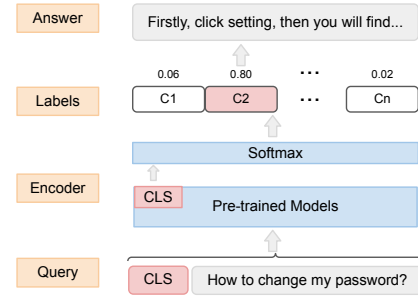 Answer
Firstly, click setting, then you will find...
0.06 0.80 ... 0.02
Labels
C1 C2 ... Cn
Softmax
Encoder
CLS
Pre-trained Models
Query
CLS How to change my password?